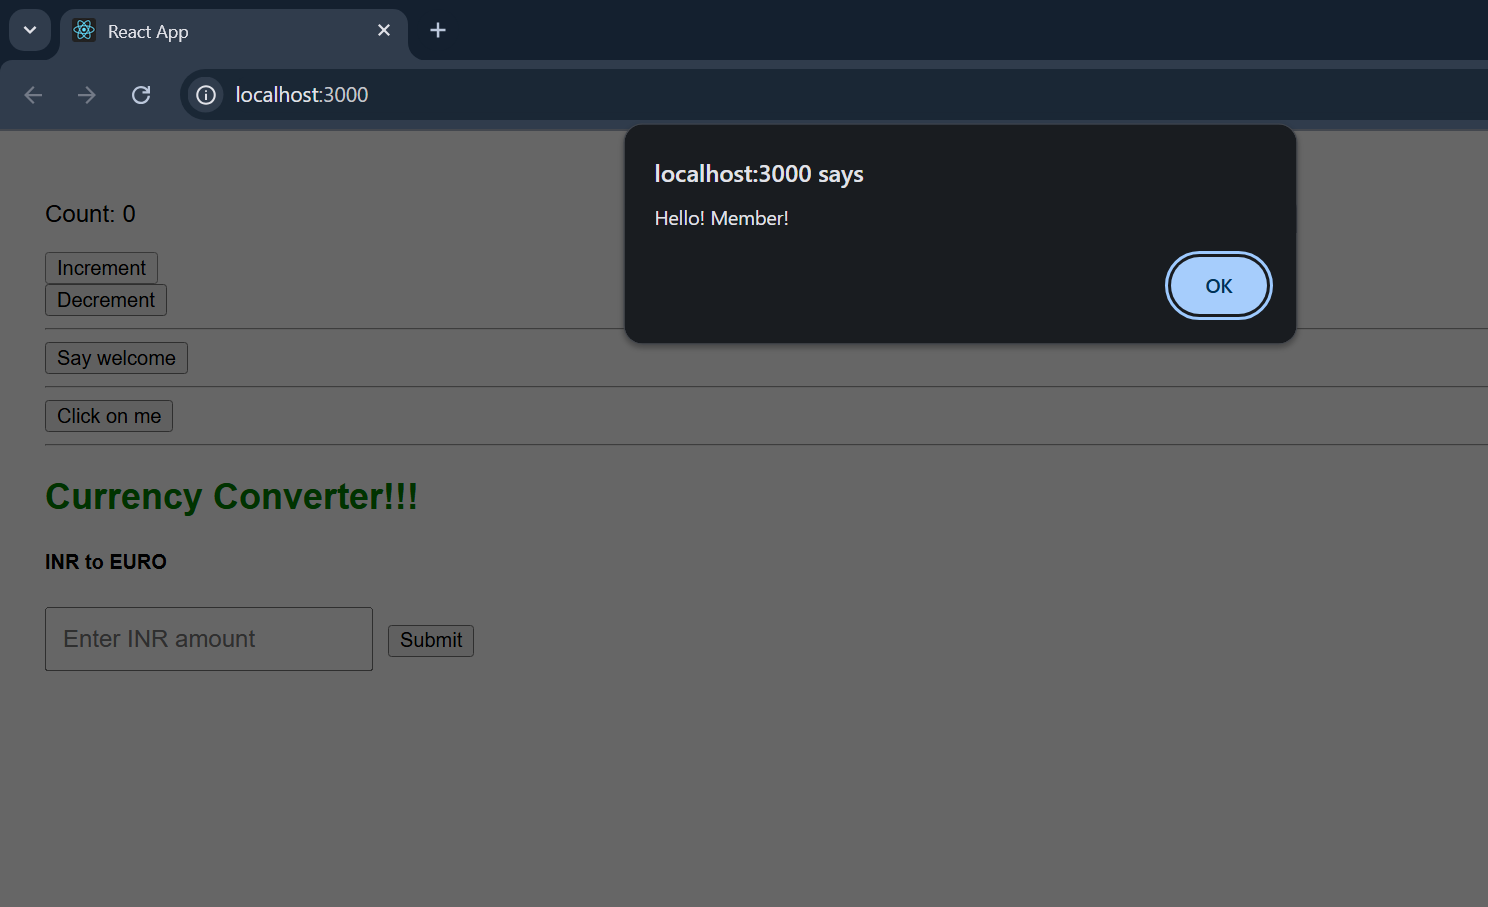 React App
localhost:3000
localhost:3000 says
Hello! Member!
OK
Count: 0
Increment
Decrement
Say welcome
Click on me
Currency Converter!!!
INR to EURO
Enter INR amount
Submit